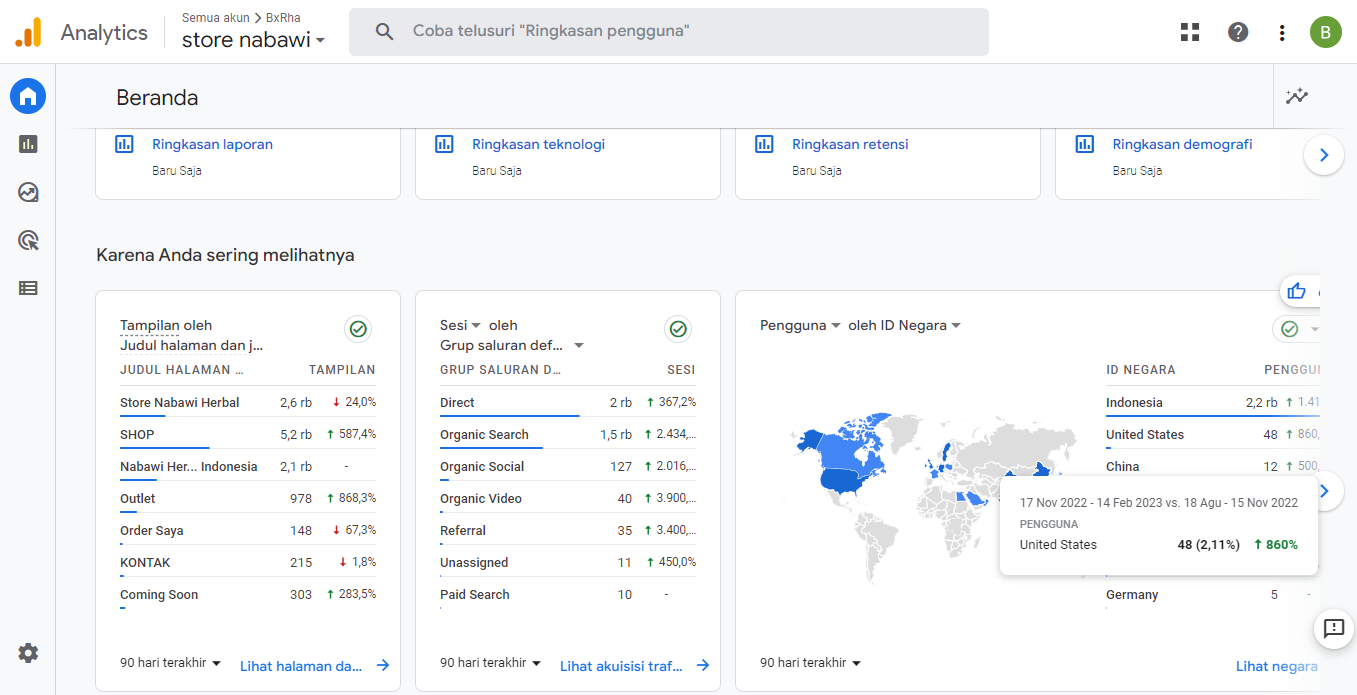 Analytics
Semua akun > BxRha
store nabawi
Coba telusuri "Ringkasan pengguna"
B
Beranda
Ringkasan laporan
Baru Saja
Ringkasan teknologi
Baru Saja
Ringkasan retensi
Baru Saja
Ringkasan demografi
Baru Saja
Karena Anda sering melihatnya
Tampilan oleh
Judul halaman dan j...
JUDUL HALAMAN ... TAMPILAN
Store Nabawi Herbal 2,6 rb ↓ 24,0%
SHOP 5,2 rb ↑ 587,4%
Nabawi Her... Indonesia 2,1 rb -
Outlet 978 ↑ 868,3%
Order Saya 148 ↓ 67,3%
KONTAK 215 ↓ 1,8%
Coming Soon 303 ↑ 283,5%
90 hari terakhir
Lihat halaman da...
Sesi oleh
Grup saluran def...
GRUP SALURAN D... SESI
Direct 2 rb ↑ 367,2%
Organic Search 1,5 rb ↑ 2.434,...
Organic Social 127 ↑ 2.016,...
Organic Video 40 ↑ 3.900,...
Referral 35 ↑ 3.400,...
Unassigned 11 ↑ 450,0%
Paid Search 10 -
90 hari terakhir
Lihat akuisisi traf...
Pengguna oleh ID Negara
ID NEGARA PENGGU
Indonesia 2,2 rb ↑ 1.41
United States 48 ↑ 860,
China 12 ↑ 500,
17 Nov 2022 - 14 Feb 2023 vs. 18 Agu - 15 Nov 2022
PENGGUNA
United States 48 (2,11%) ↑ 860%
Germany 5 -
90 hari terakhir
Lihat negara